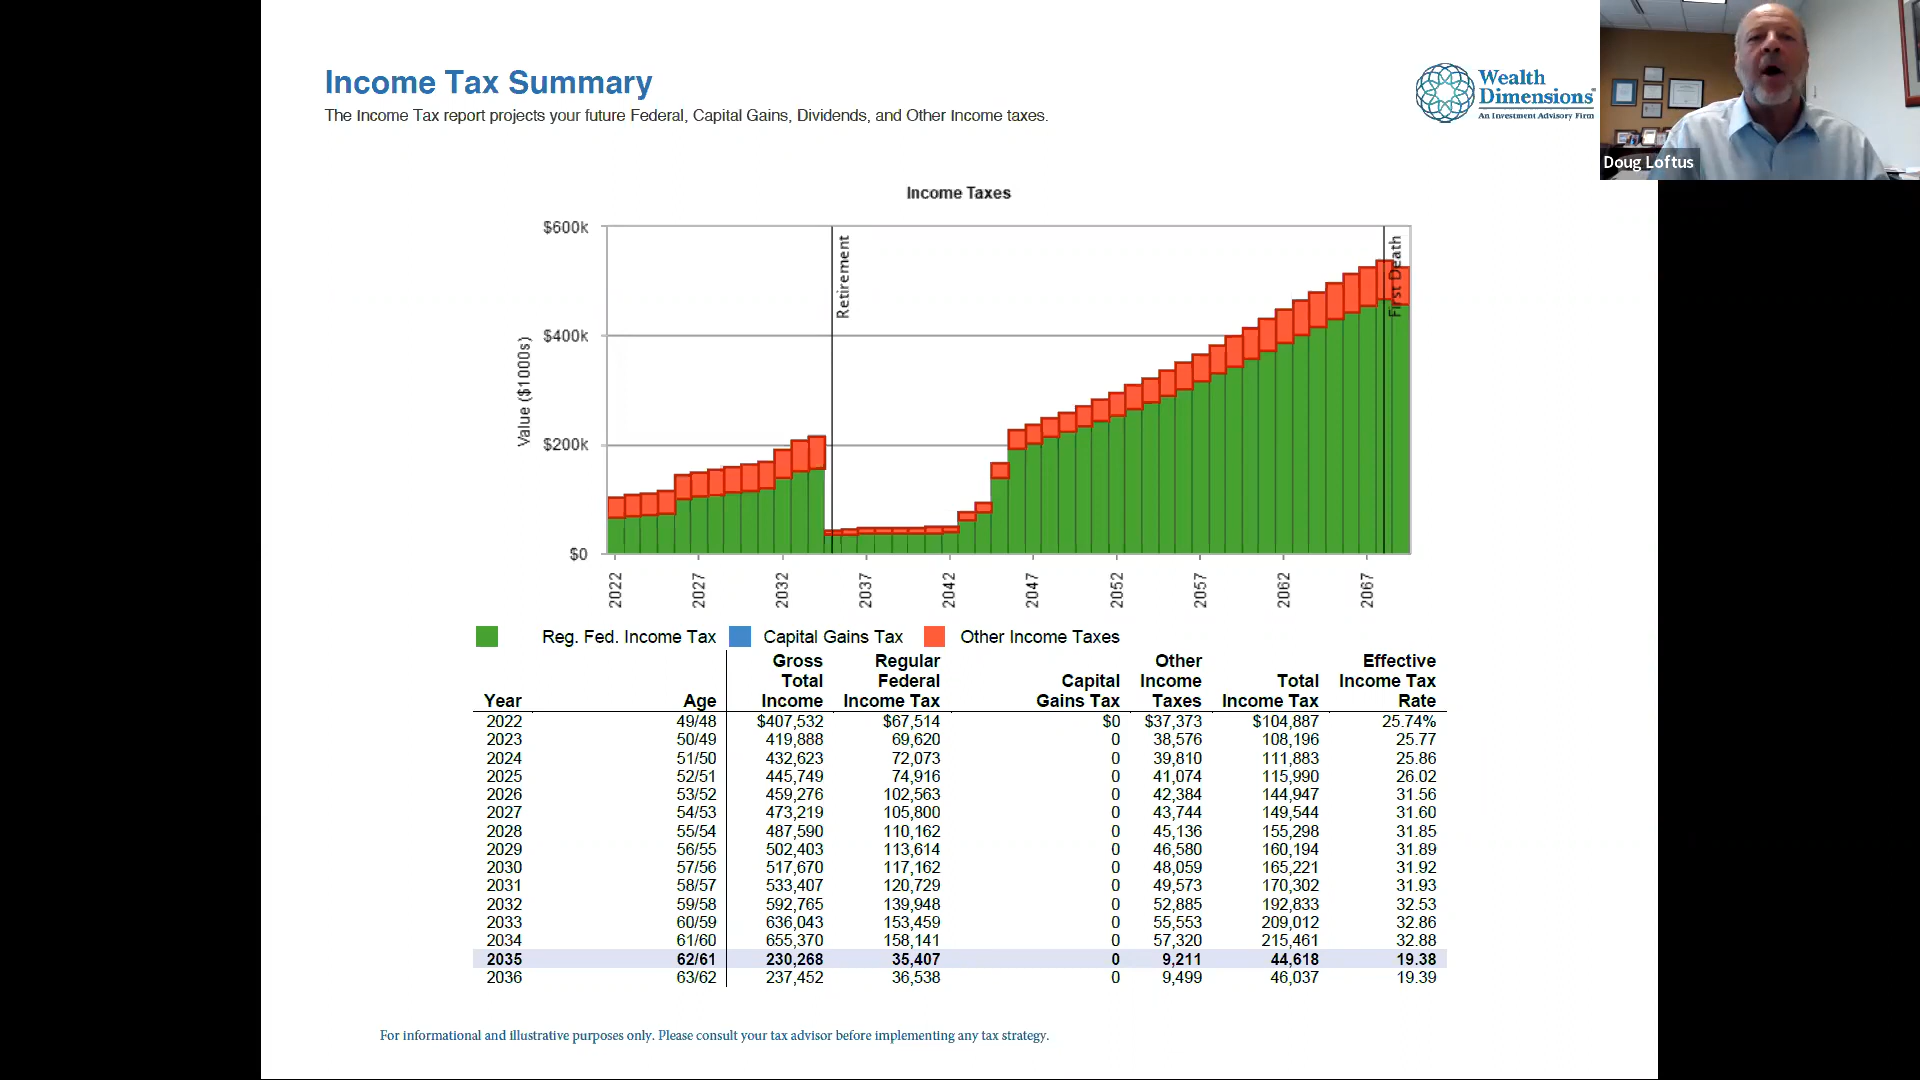 Income Tax Summary
The Income Tax report projects your future Federal, Capital Gains, Dividends, and Other Income taxes.
Wealth
Dimensions
An Investment Advisory Firm
Doug Loftus
Income Taxes
Value ($1000s)
$600k
$400k
$200k
$0
Retirement
First Death
2022 2027 2032 2037 2042 2047 2052 2057 2062 2067
Reg. Fed. Income Tax Capital Gains Tax Other Income Taxes
Gross Regular Other Effective
Total Federal Capital Income Total Income Tax
Year Age Income Income Tax Gains Tax Taxes Income Tax Rate
2022 49/48 $407,532 $67,514 $0 $37,373 $104,887 25.74%
2023 50/49 419,888 69,620 0 38,576 108,196 25.77
2024 51/50 432,623 72,073 0 39,810 111,883 25.86
2025 52/51 445,749 74,916 0 41,074 115,990 26.02
2026 53/52 459,276 102,563 0 42,384 144,947 31.56
2027 54/53 473,219 105,800 0 43,744 149,544 31.60
2028 55/54 487,590 110,162 0 45,136 155,298 31.85
2029 56/55 502,403 113,614 0 46,580 160,194 31.89
2030 57/56 517,670 117,162 0 48,059 165,221 31.92
2031 58/57 533,407 120,729 0 49,573 170,302 31.93
2032 59/58 592,765 139,948 0 52,885 192,833 32.53
2033 60/59 636,043 153,459 0 55,553 209,012 32.86
2034 61/60 655,370 158,141 0 57,320 215,461 32.88
2035 62/61 230,268 35,407 0 9,211 44,618 19.38
2036 63/62 237,452 36,538 0 9,499 46,037 19.39
For informational and illustrative purposes only. Please consult your tax advisor before implementing any tax strategy.